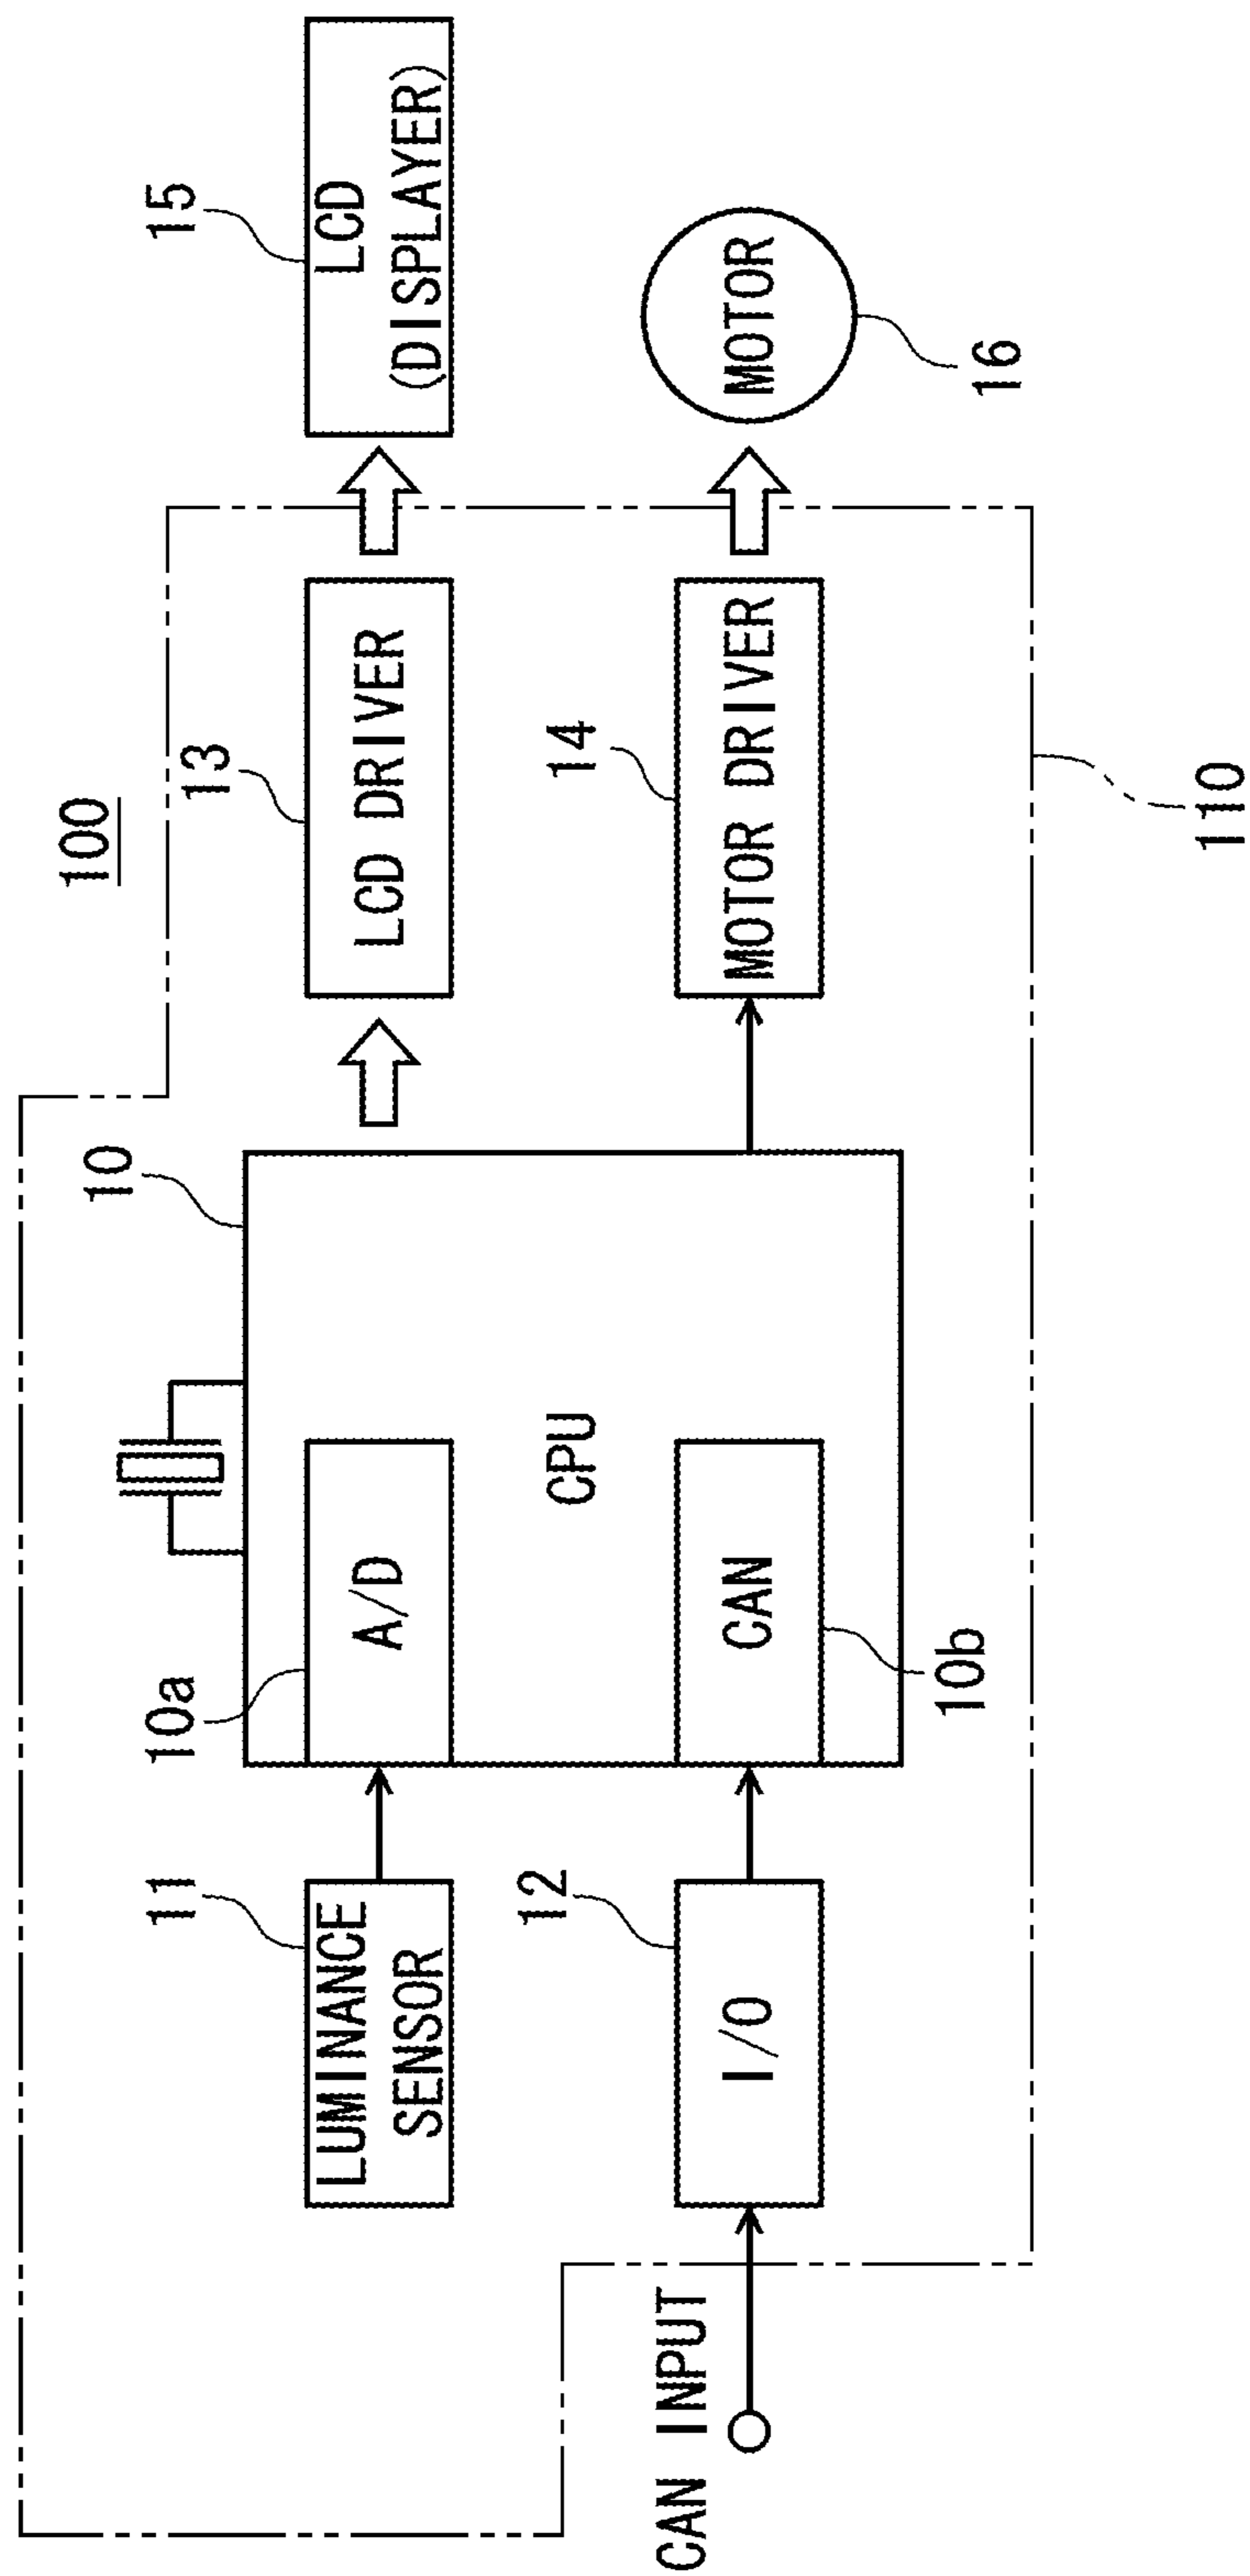 100
110
CAN INPUT
LUMINANCE
SENSOR
11
I/O
12
10
10a
A/D
CPU
CAN
10b
13
LCD DRIVER
14
MOTOR DRIVER
15
LCD
(DISPLAYER)
MOTOR
16